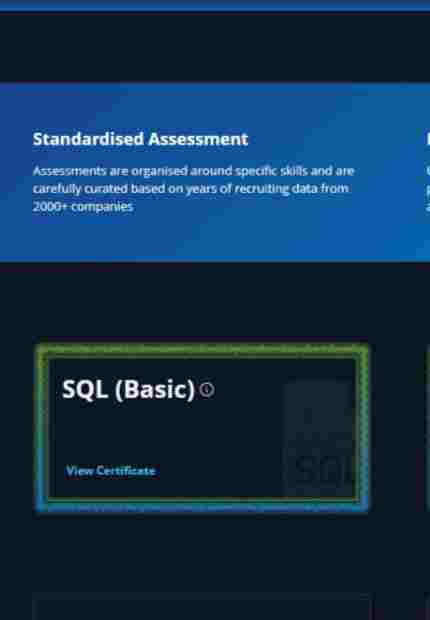 Standardised Assessment
Assessments are organised around specific skills and are
carefully curated based on years of recruiting data from
2000+ companies
SQL (Basic)
View Certificate
SQL